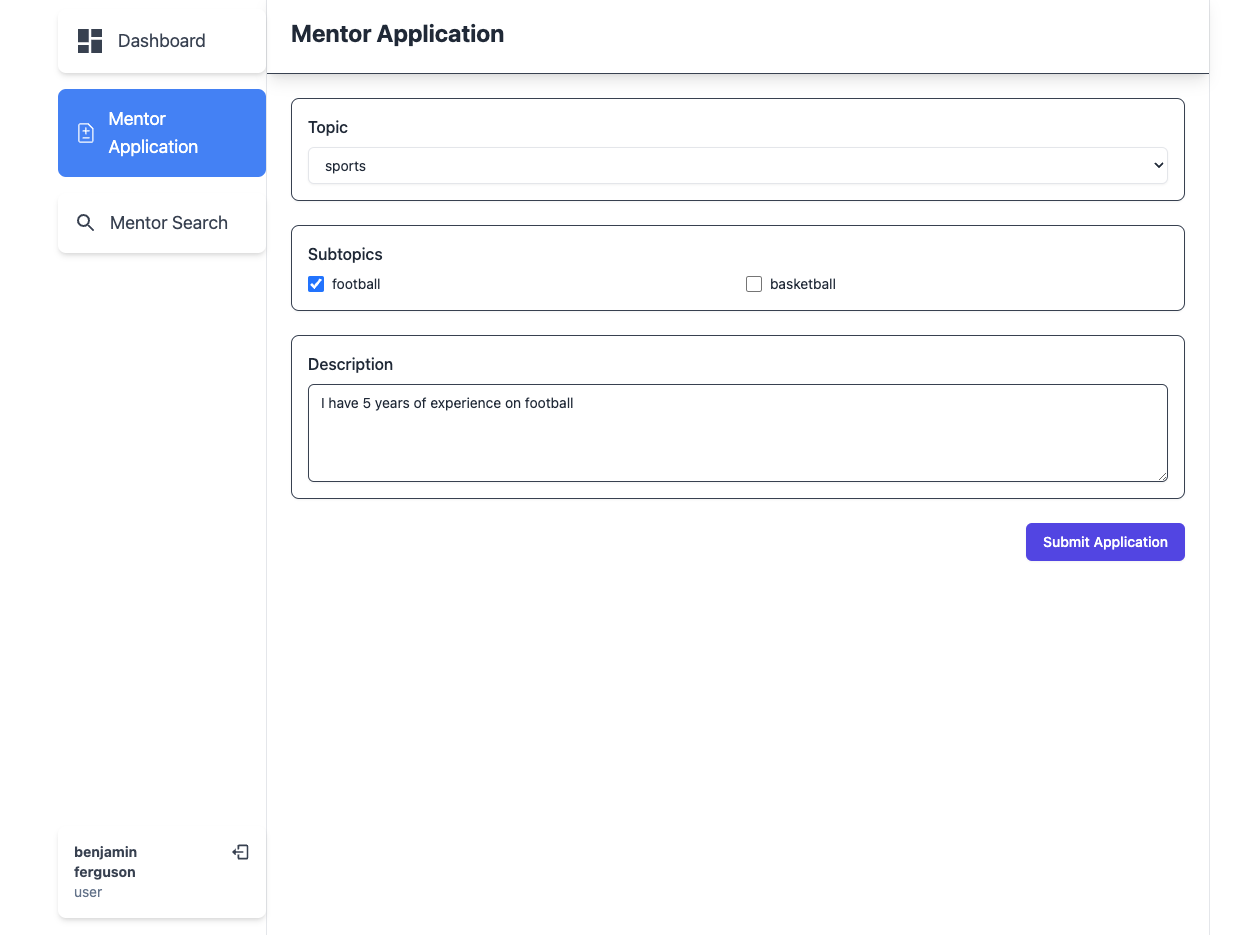 Dashboard
Mentor
Application
Mentor Search
benjamin
ferguson
user
Mentor Application
Topic
sports
Subtopics
football
basketball
Description
I have 5 years of experience on football
Submit Application